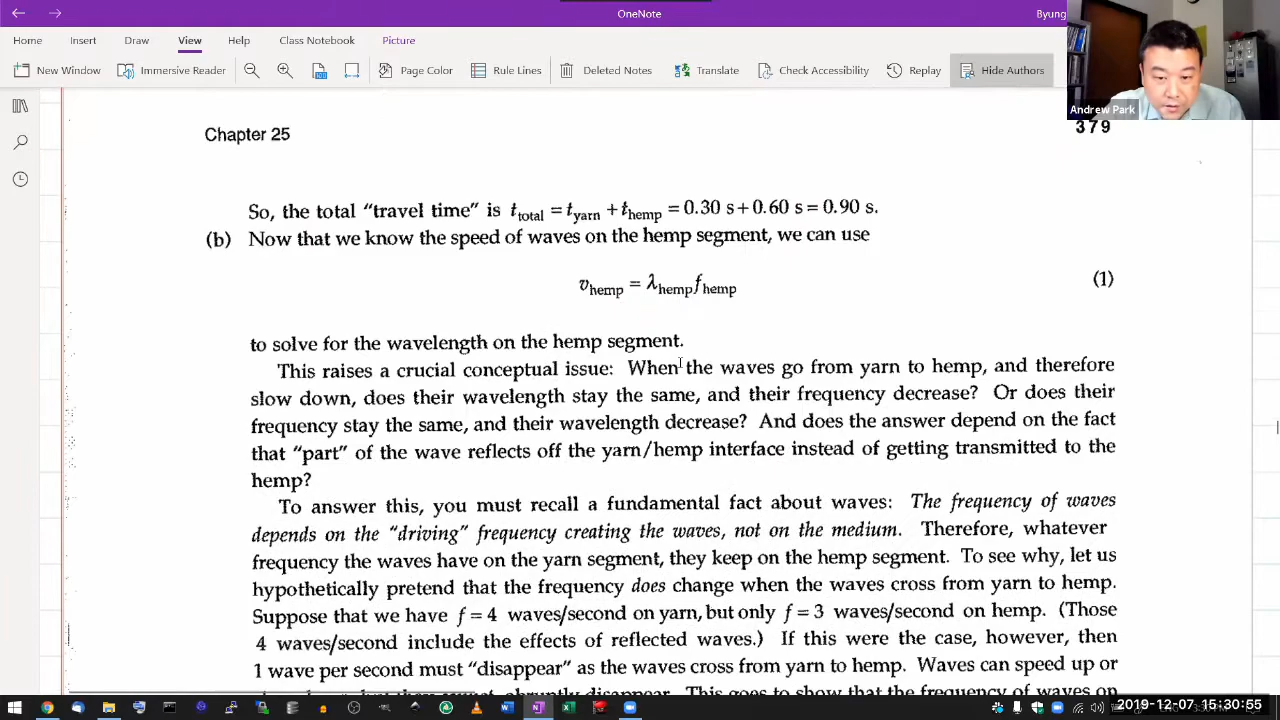 OneNote
Byung
Home Insert Draw View Help Class Notebook Picture
New Window Immersive Reader Page Color Rule Lines Deleted Notes Translate Check Accessibility Replay Hide Authors
Andrew Park
Chapter 25
379
So, the total “travel time” is t_total = t_yarn + t_hemp = 0.30 s + 0.60 s = 0.90 s.
(b) Now that we know the speed of waves on the hemp segment, we can use
v_hemp = λ_hemp f_hemp (1)
to solve for the wavelength on the hemp segment.
This raises a crucial conceptual issue: When the waves go from yarn to hemp, and therefore
slow down, does their wavelength stay the same, and their frequency decrease? Or does their
frequency stay the same, and their wavelength decrease? And does the answer depend on the fact
that “part” of the wave reflects off the yarn/hemp interface instead of getting transmitted to the
hemp?
To answer this, you must recall a fundamental fact about waves: The frequency of waves
depends on the “driving” frequency creating the waves, not on the medium. Therefore, whatever
frequency the waves have on the yarn segment, they keep on the hemp segment. To see why, let us
hypothetically pretend that the frequency does change when the waves cross from yarn to hemp.
Suppose that we have f = 4 waves/second on yarn, but only f = 3 waves/second on hemp. (Those
4 waves/second include the effects of reflected waves.) If this were the case, however, then
1 wave per second must “disappear” as the waves cross from yarn to hemp. Waves can speed up or
abruptly disappear. This goes to show that the frequency of waves on
2019-12-07 15:30:55